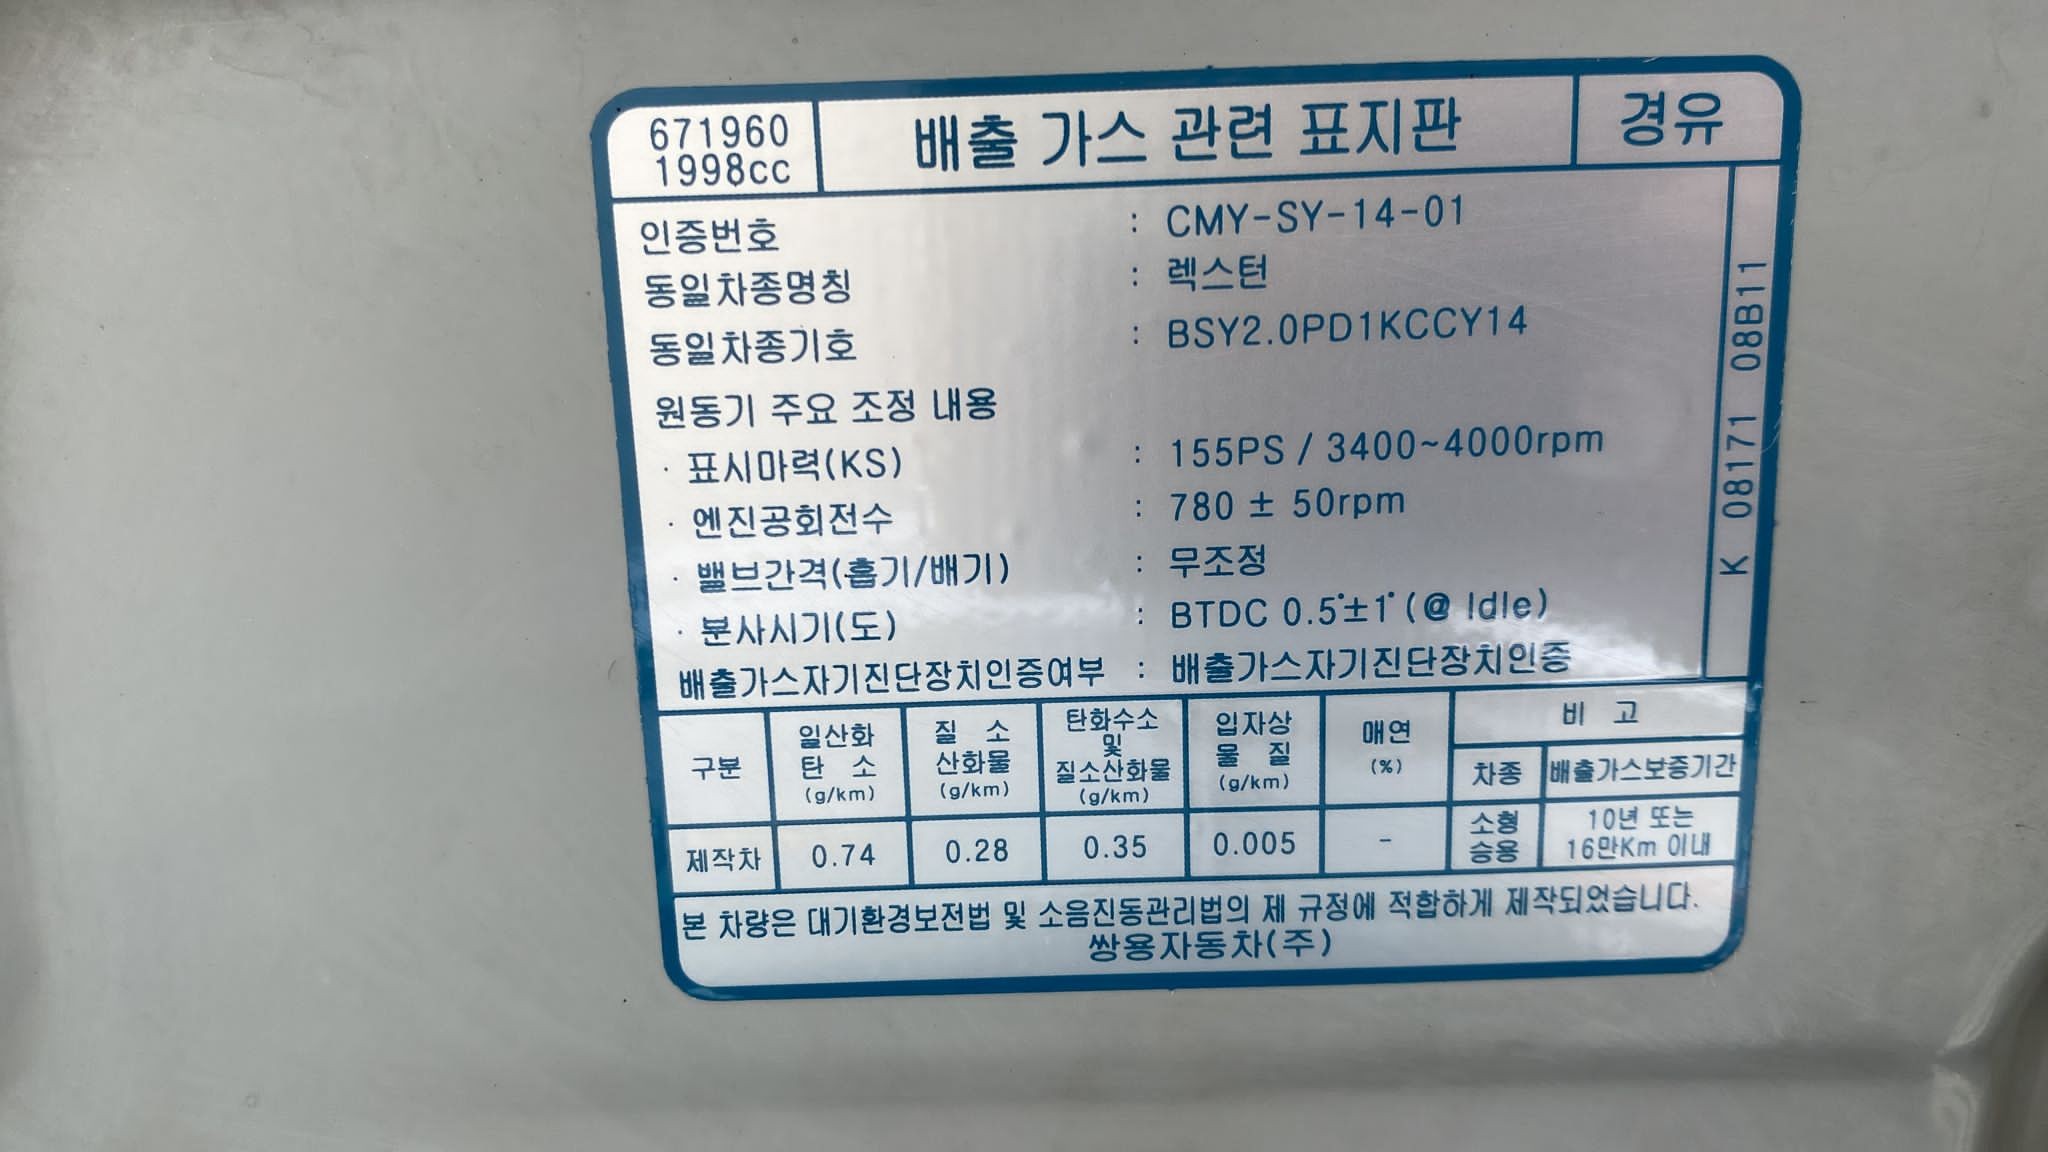 671960
1998cc
배출 가스 관련 표지판
경유
인증번호 : CMY-SY-14-01
동일차종명칭 : 렉스턴
동일차종기호 : BSY2.0PD1KCCY14
원동기 주요 조정 내용
· 표시마력(KS) : 155PS / 3400~4000rpm
· 엔진공회전수 : 780 ± 50rpm
· 밸브간격(흡기/배기) : 무조정
· 분사시기(도) : BTDC 0.5°±1° (@ Idle)
배출가스자기진단장치인증여부 : 배출가스자기진단장치인증
K 08171 08B11
구분
일산화
탄 소
(g/km)
질 소
산화물
(g/km)
탄화수소
및
질소산화물
(g/km)
입자상
물 질
(g/km)
매연
(%)
비 고
차종
배출가스보증기간
제작차
0.74
0.28
0.35
0.005
-
소형
승용
10년 또는
16만Km 이내
본 차량은 대기환경보전법 및 소음진동관리법의 제 규정에 적합하게 제작되었습니다.
쌍용자동차(주)